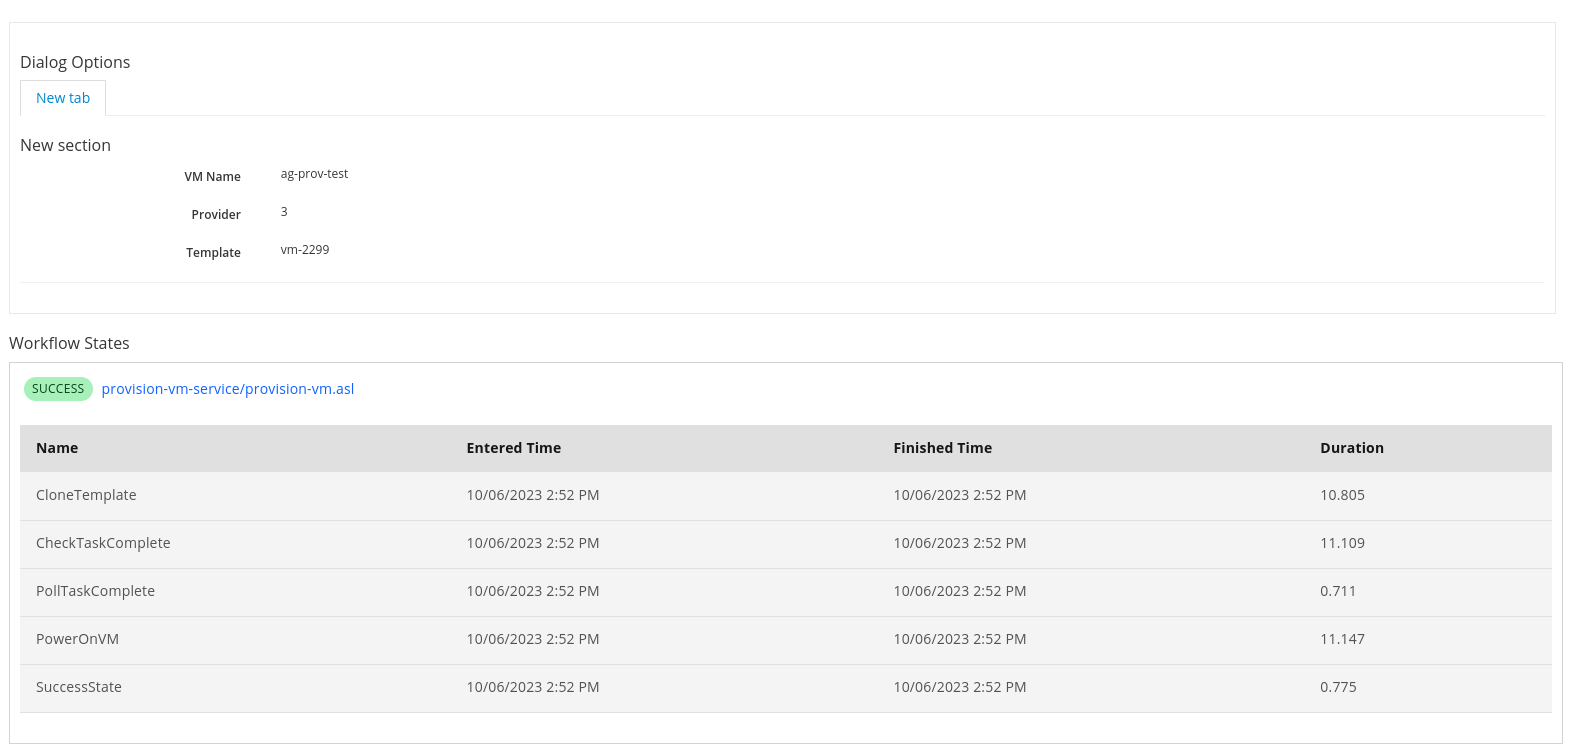 Dialog Options
New tab
New section
VM Name ag-prov-test
Provider 3
Template vm-2299
Workflow States
SUCCESS provision-vm-service/provision-vm.asl
Name Entered Time Finished Time Duration
CloneTemplate 10/06/2023 2:52 PM 10/06/2023 2:52 PM 10.805
CheckTaskComplete 10/06/2023 2:52 PM 10/06/2023 2:52 PM 11.109
PollTaskComplete 10/06/2023 2:52 PM 10/06/2023 2:52 PM 0.711
PowerOnVM 10/06/2023 2:52 PM 10/06/2023 2:52 PM 11.147
SuccessState 10/06/2023 2:52 PM 10/06/2023 2:52 PM 0.775